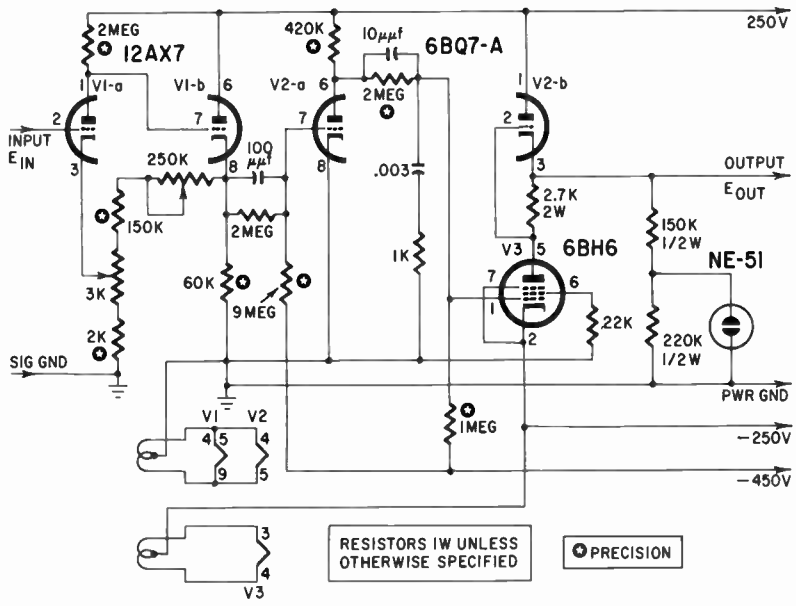 250V
2MEG
12AX7
420K
10µµf
6BQ7-A
1 V1-a
V1-b 6
V2-a 6
2MEG
1 V2-b
2
7
7
2
INPUT
EIN
3
250K
8
100
µµf
8
.003
3
OUTPUT
EOUT
150K
2MEG
2.7K
2W
150K
1/2W
NE-51
V3 5
6BH6
3K
60K
9MEG
1K
7
1
6
2
.22K
220K
1/2W
2K
SIG GND
PWR GND
V1 V2
4 5 4
9 5
1MEG
-250V
-450V
3
4
V3
RESISTORS 1W UNLESS
OTHERWISE SPECIFIED
PRECISION